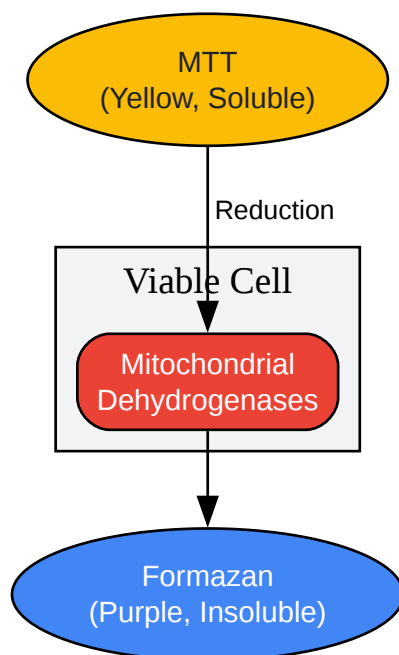 MTT
(Yellow, Soluble)
Reduction
Viable Cell
Mitochondrial
Dehydrogenases
Formazan
(Purple, Insoluble)